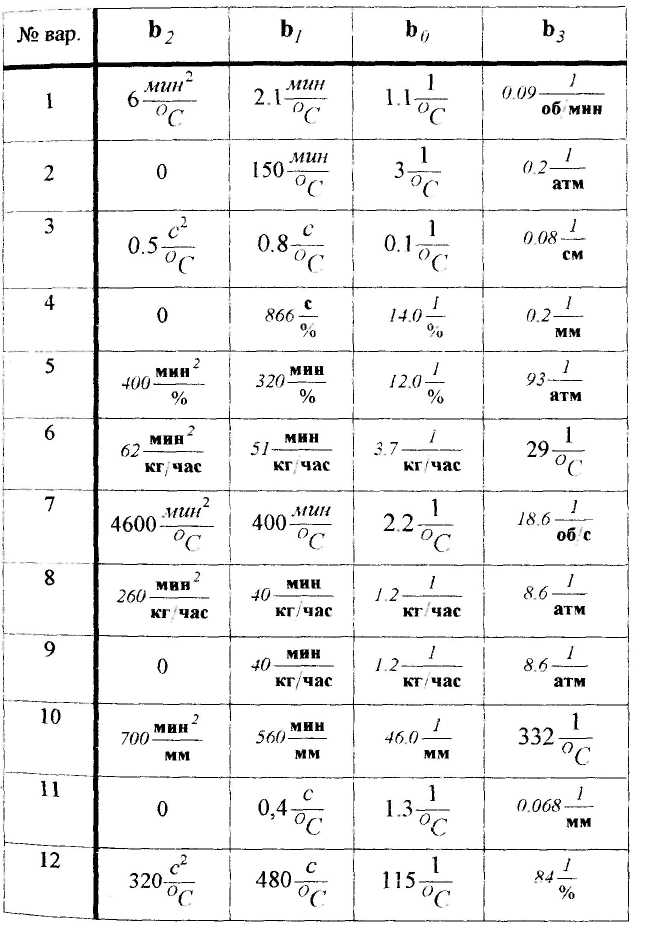 № вар. b₂ b₁ b₀ b₃
1 6 мин²/°C 2.1 мин/°C 1.1 1/°C 0.09 1/об/мин
2 0 150 мин/°C 3 1/°C 0.2 1/атм
3 0.5 с²/°C 0.8 с/°C 0.1 1/°C 0.08 1/см
4 0 866 с/% 14.0 1/% 0.2 1/мм
5 400 мин²/% 320 мин/% 12.0 1/% 93 1/атм
6 62 мин²/кг/час 51 мин/кг/час 3.7 1/кг/час 29 1/°C
7 4600 мин²/°C 400 мин/°C 2.2 1/°C 18.6 1/об/с
8 260 мин²/кг/час 40 мин/кг/час 1.2 1/кг/час 8.6 1/атм
9 0 40 мин/кг/час 1.2 1/кг/час 8.6 1/атм
10 700 мин²/мм 560 мин/мм 46.0 1/мм 332 1/°C
11 0 0,4 с/°C 1.3 1/°C 0.068 1/мм
12 320 с²/°C 480 с/°C 115 1/°C 84 1/%